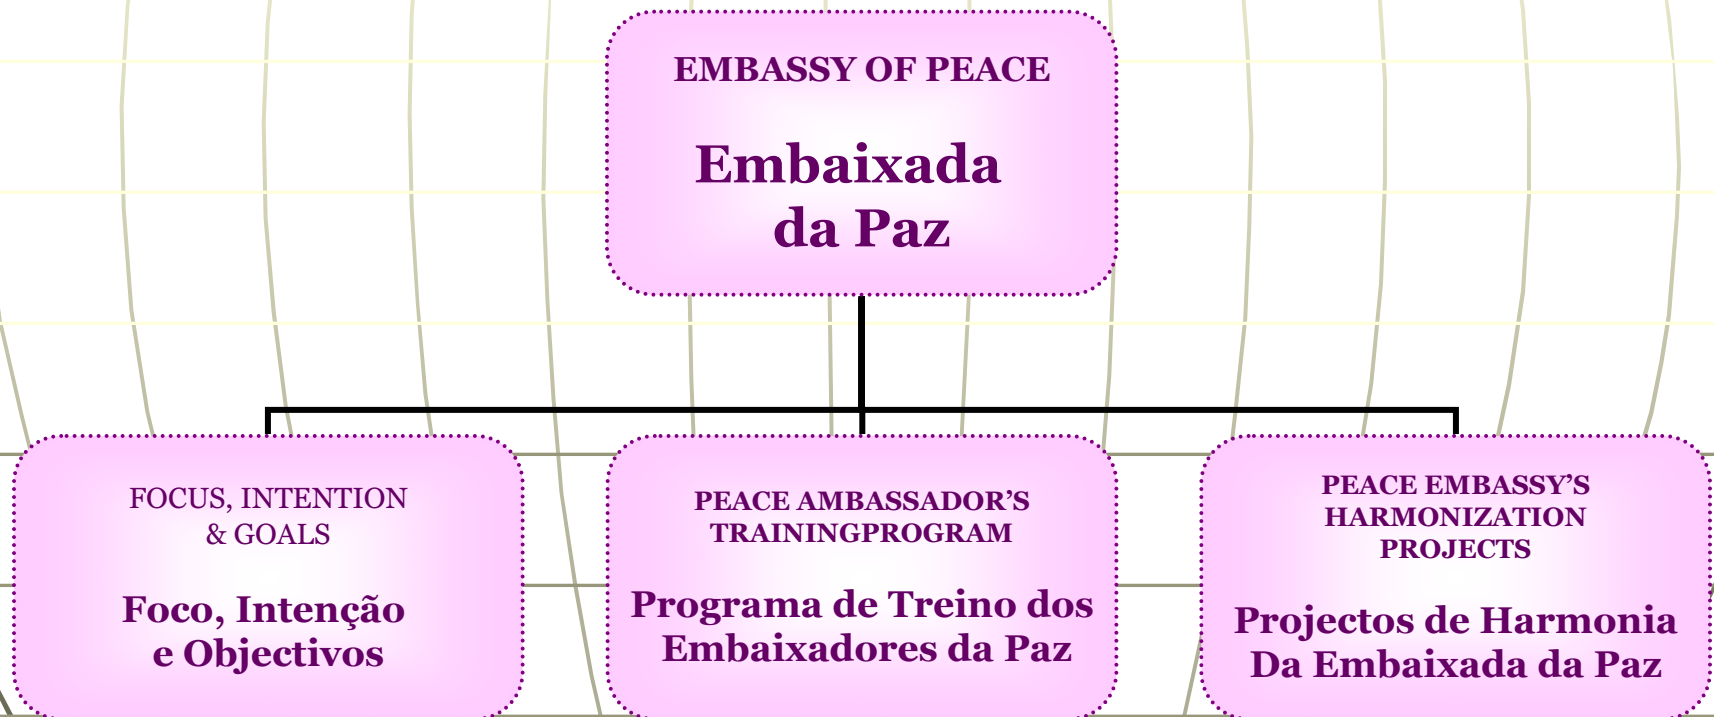 EMBASSY OF PEACE
Embaixada
da Paz
FOCUS, INTENTION
& GOALS
Foco, Intenção
e Objectivos
PEACE AMBASSADOR’S
TRAININGPROGRAM
Programa de Treino dos
Embaixadores da Paz
PEACE EMBASSY’S
HARMONIZATION
PROJECTS
Projectos de Harmonia
Da Embaixada da Paz